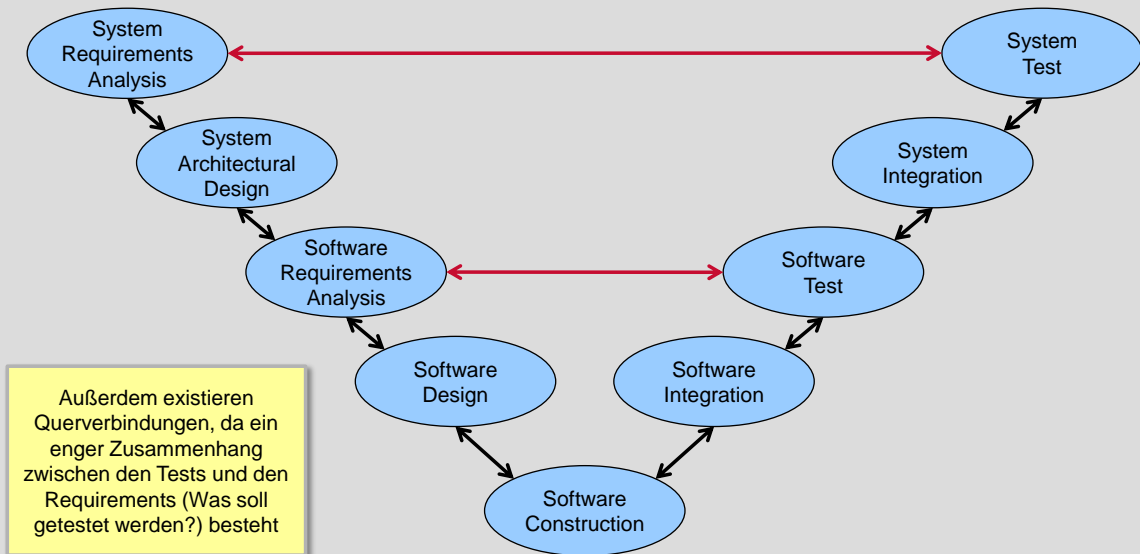 System
Requirements
Analysis
System
Test
System
Architectural
Design
System
Integration
Software
Requirements
Analysis
Software
Test
Software
Design
Software
Integration
Software
Construction
Außerdem existieren
Querverbindungen, da ein
enger Zusammenhang
zwischen den Tests und den
Requirements (Was soll
getestet werden?) besteht